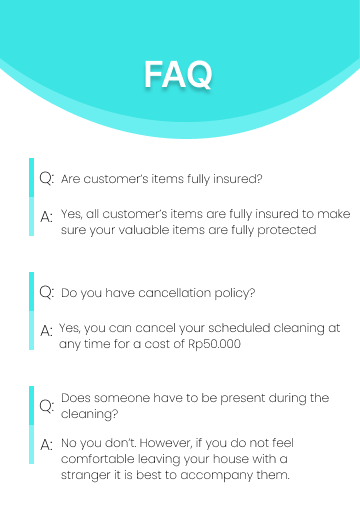 FAQ
Q: Are customer's items fully insured?
A: Yes, all customer's items are fully insured to make
sure your valuable items are fully protected
Q: Do you have cancellation policy?
A: Yes, you can cancel your scheduled cleaning at
any time for a cost of Rp50.000
Q: Does someone have to be present during the
cleaning?
A: No you don't. However, if you do not feel
comfortable leaving your house with a
stranger it is best to accompany them.